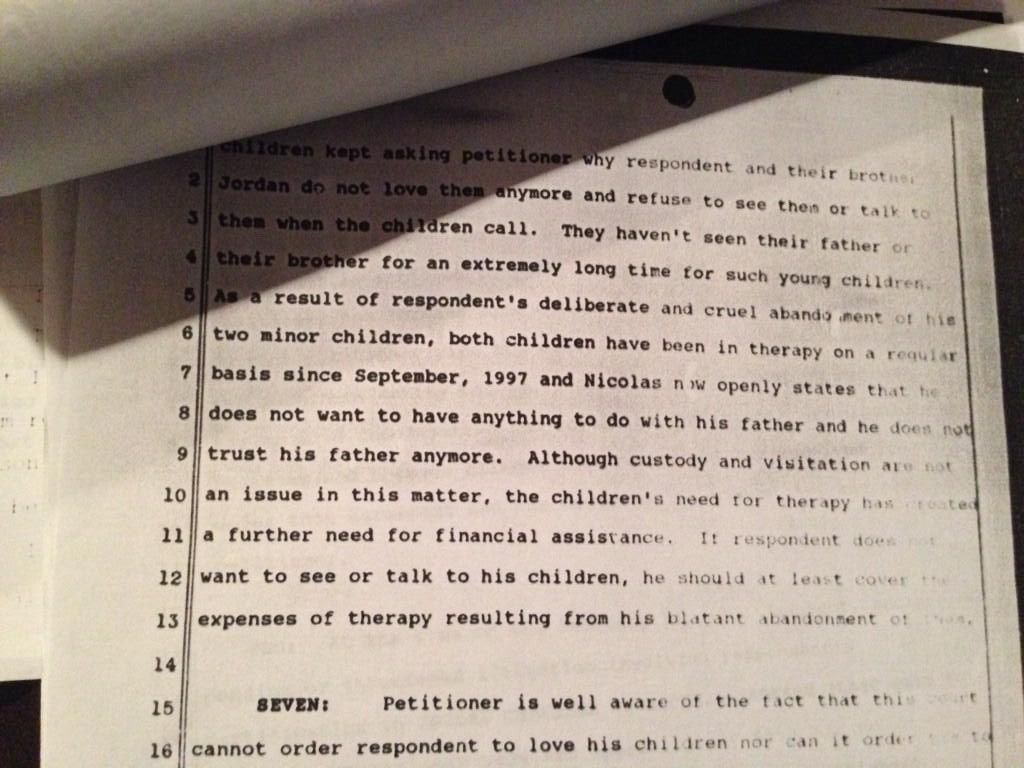 children kept asking petitioner why respondent and their brother
2 Jordan do not love them anymore and refuse to see them or talk to
3 them when the children call. They haven't seen their father or
4 their brother for an extremely long time for such young children.
5 As a result of respondent's deliberate and cruel abandonment of his
6 two minor children, both children have been in therapy on a regular
7 basis since September, 1997 and Nicolas now openly states that he
8 does not want to have anything to do with his father and he does not
9 trust his father anymore. Although custody and visitation are not
10 an issue in this matter, the children's need for therapy has created
11 a further need for financial assistance. If respondent does not
12 want to see or talk to his children, he should at least cover the
13 expenses of therapy resulting from his blatant abandonment of them.
14
15 SEVEN: Petitioner is well aware of the fact that this court
16 cannot order respondent to love his children nor can it order to